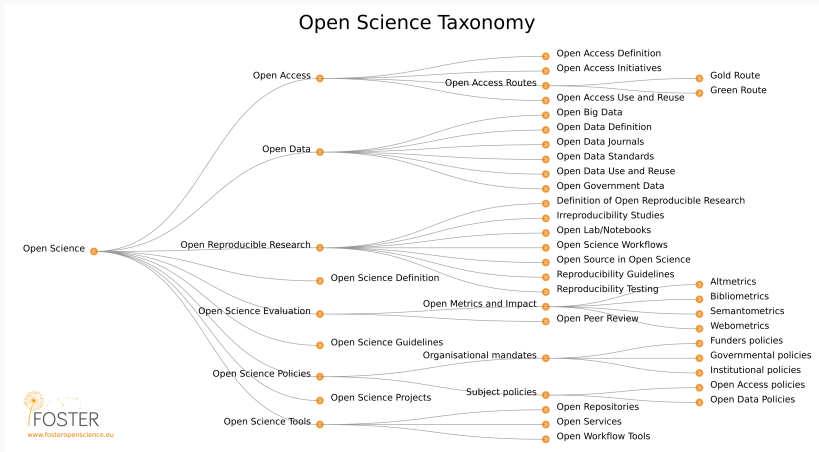 Open Science Taxonomy
Open Access Definition
Open Access Initiatives
Open Access
Open Access Routes
Gold Route
Green Route
Open Access Use and Reuse
Open Big Data
Open Data Definition
Open Data Journals
Open Data
Open Data Standards
Open Data Use and Reuse
Open Government Data
Definition of Open Reproducible Research
Irreproducibility Studies
Open Lab/Notebooks
Open Science
Open Reproducible Research
Open Science Workflows
Open Source in Open Science
Reproducibility Guidelines
Open Science Definition
Reproducibility Testing
Altmetrics
Bibliometrics
Open Metrics and Impact
Open Science Evaluation
Semantometrics
Open Peer Review
Webometrics
Open Science Guidelines
Funders policies
Organisational mandates
Governmental policies
Institutional policies
Open Science Policies
Open Access policies
Subject policies
Open Science Projects
Open Data Policies
Open Repositories
Open Science Tools
Open Services
Open Workflow Tools
FOSTER
www.fosteropenscience.eu